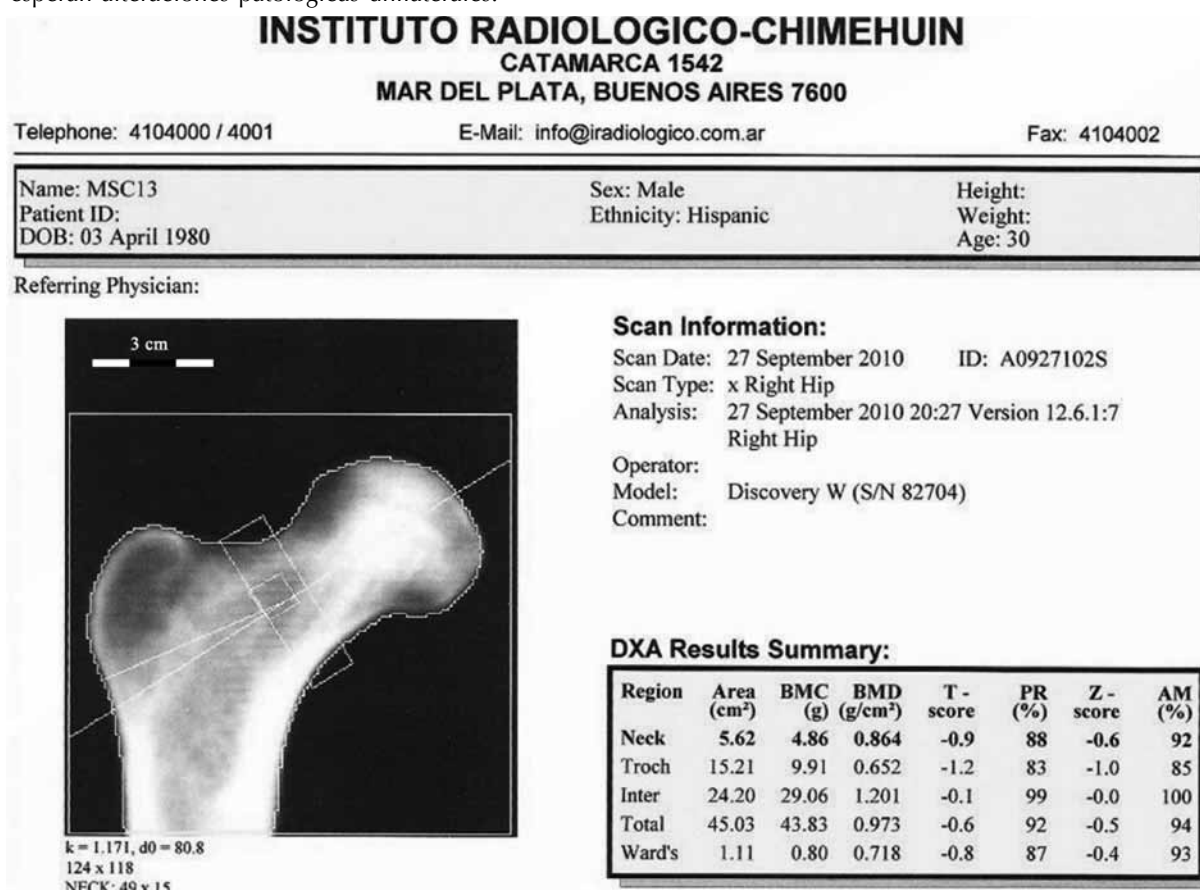 esperan alteraciones patológicas unilaterales.
INSTITUTO RADIOLOGICO-CHIMEHUIN
CATAMARCA 1542
MAR DEL PLATA, BUENOS AIRES 7600
Telephone: 4104000 / 4001 E-Mail: info@iradiologico.com.ar Fax: 4104002
Name: MSC13 Sex: Male Height:
Patient ID: Ethnicity: Hispanic Weight:
DOB: 03 April 1980 Age: 30
Referring Physician:
3 cm
k = 1.171, d0 = 80.8
124 x 118
NECK: 49 x 15
Scan Information:
Scan Date: 27 September 2010 ID: A0927102S
Scan Type: x Right Hip
Analysis: 27 September 2010 20:27 Version 12.6.1:7
Right Hip
Operator:
Model: Discovery W (S/N 82704)
Comment:
DXA Results Summary:
Region Area BMC BMD T - PR Z - AM
(cm²) (g) (g/cm²) score (%) score (%)
Neck 5.62 4.86 0.864 -0.9 88 -0.6 92
Troch 15.21 9.91 0.652 -1.2 83 -1.0 85
Inter 24.20 29.06 1.201 -0.1 99 -0.0 100
Total 45.03 43.83 0.973 -0.6 92 -0.5 94
Ward's 1.11 0.80 0.718 -0.8 87 -0.4 93